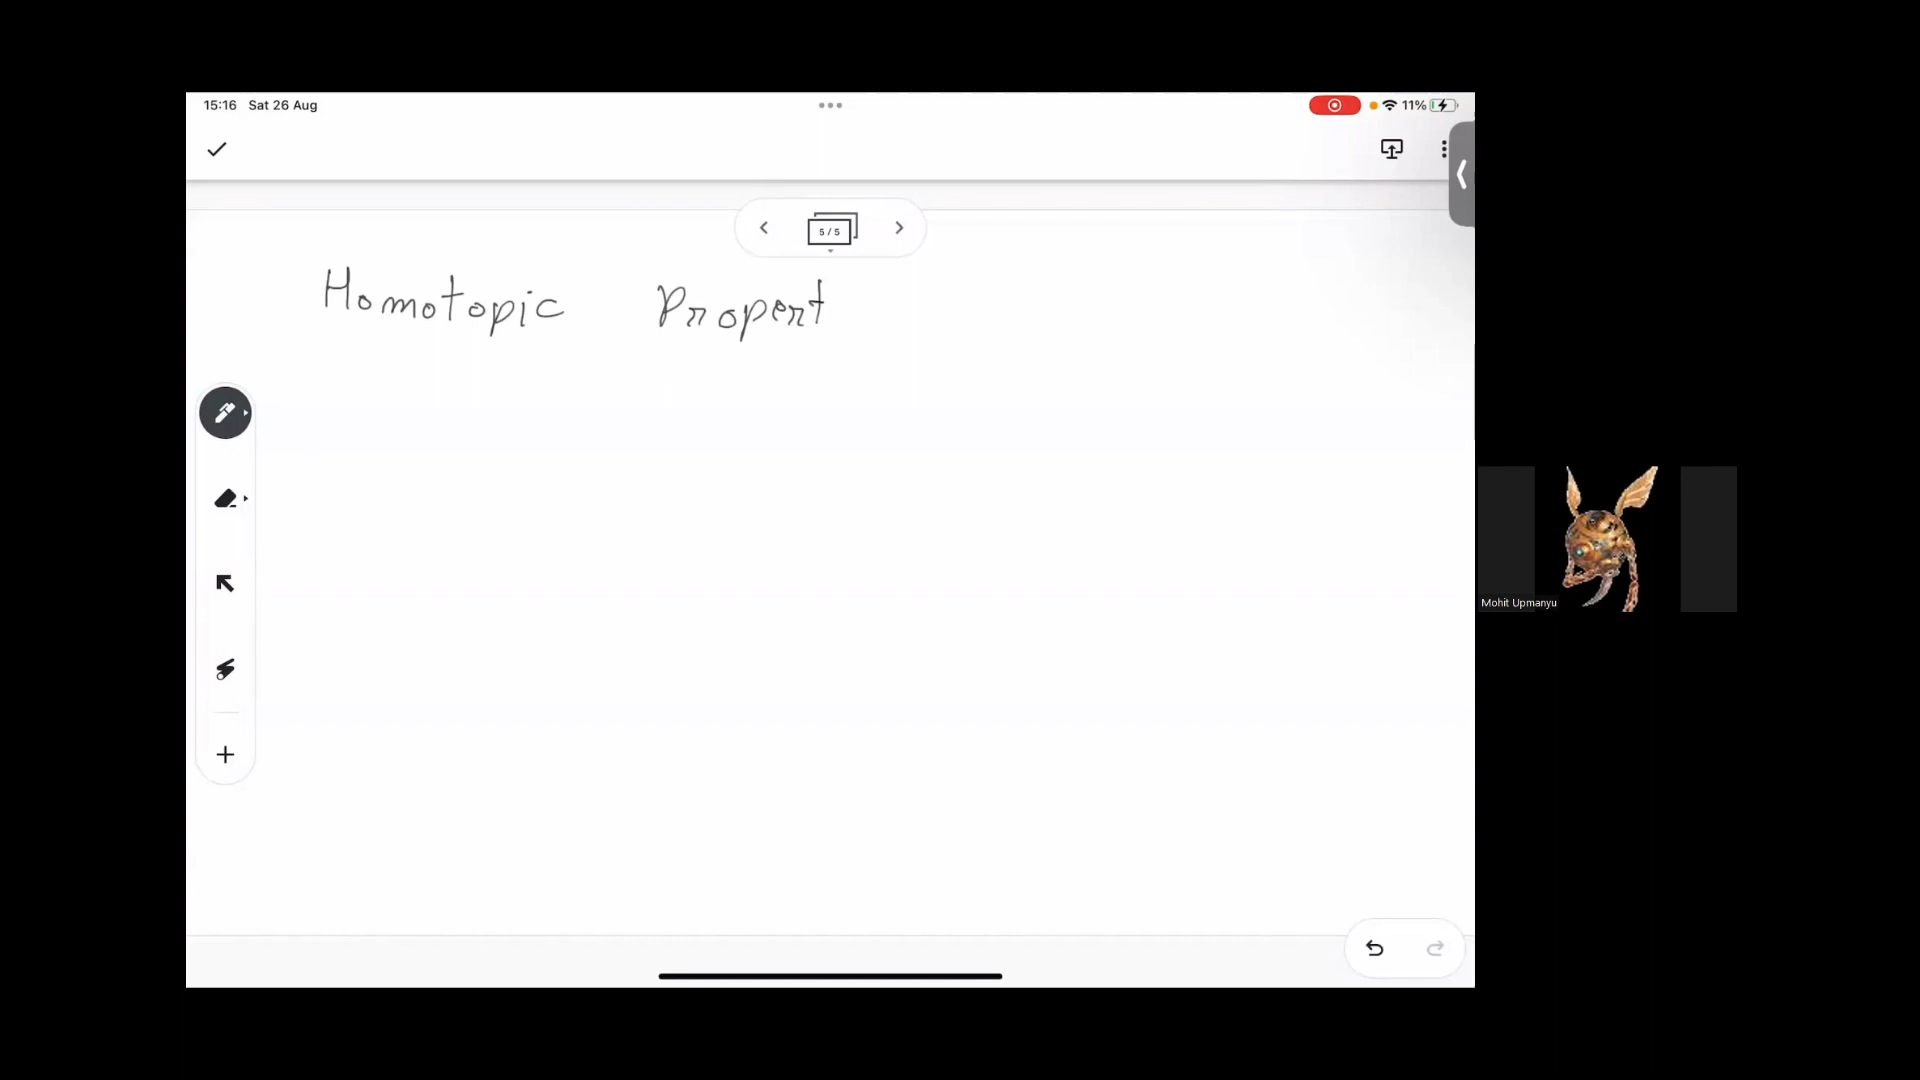 15:16 Sat 26 Aug
11%
5 / 5
Homotopic Propert
Mohit Upmanyu